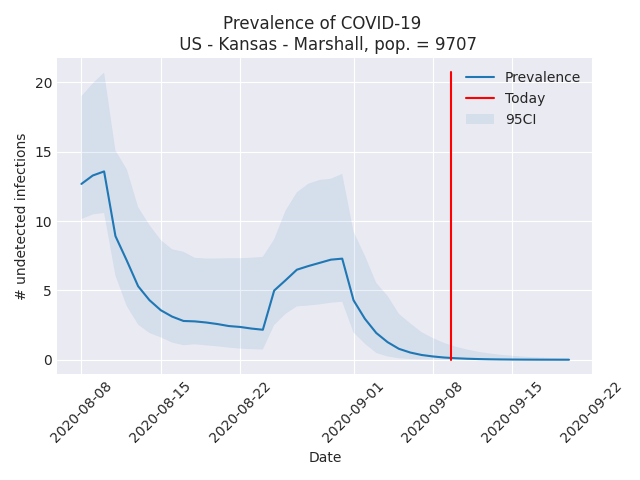 Prevalence of COVID-19
US - Kansas - Marshall, pop. = 9707
Prevalence
Today
95CI
# undetected infections
20
15
10
5
0
2020-08-08
2020-08-15
2020-08-22
2020-09-01
2020-09-08
2020-09-15
2020-09-22
Date